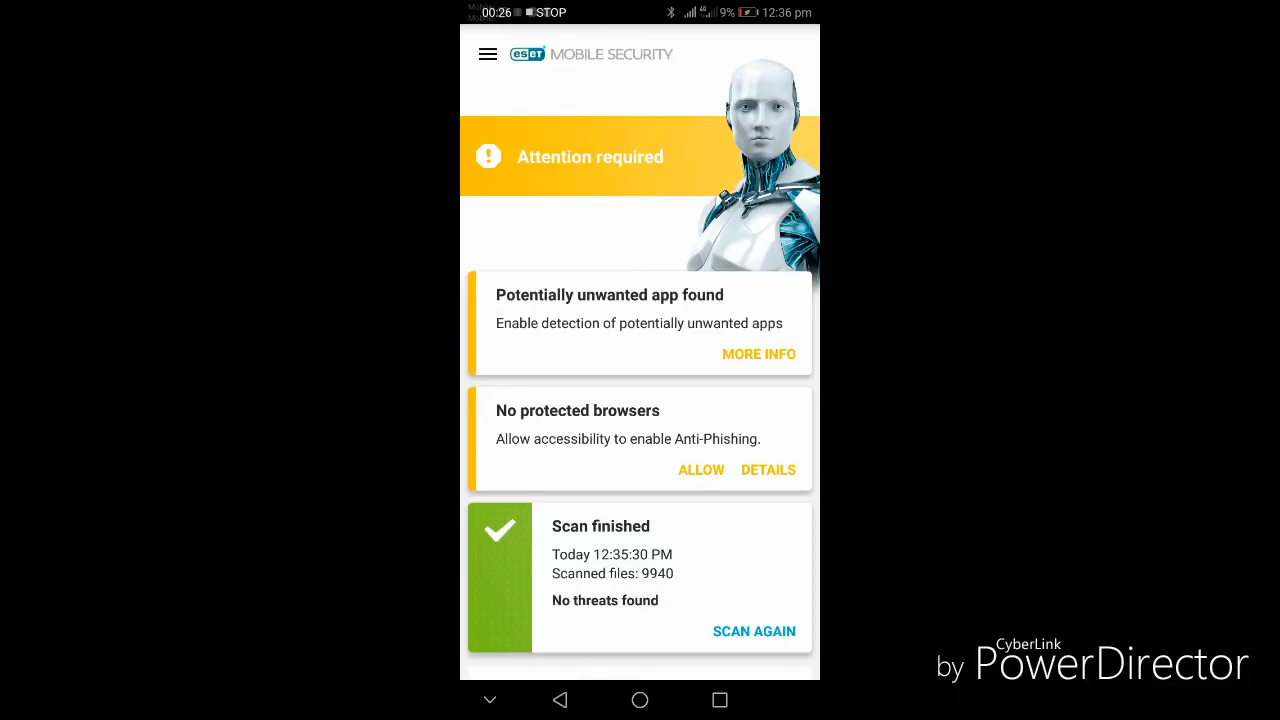 00:26 STOP 9% 12:36 pm
eseT MOBILE SECURITY
Attention required
Potentially unwanted app found
Enable detection of potentially unwanted apps
MORE INFO
No protected browsers
Allow accessibility to enable Anti-Phishing.
ALLOW DETAILS
Scan finished
Today 12:35:30 PM
Scanned files: 9940
No threats found
SCAN AGAIN
CyberLink
by PowerDirector